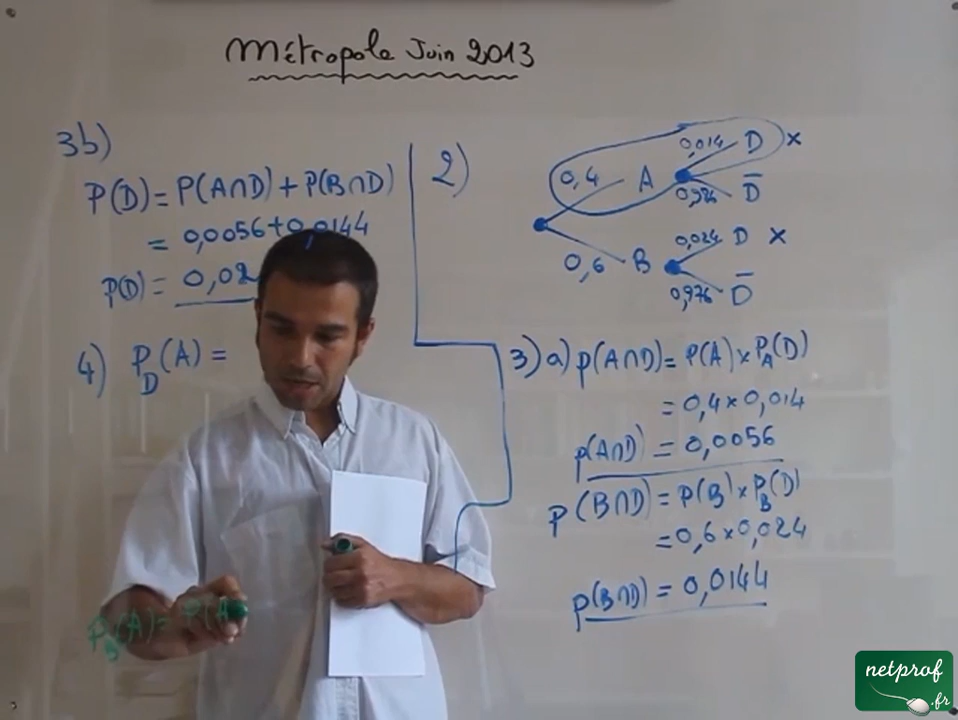 Métropole Juin 2013
3b)
P(D) = P(A∩D) + P(B∩D)
= 0,0056 + 0,0144
P(D) = 0,02
4) P_D(A) =
P_B(A) = P(A
2)
0,4 A 0,014 D x
0,986 D̅
0,6 B 0,024 D x
0,976 D̅
3) a) p(A∩D) = P(A) × P_A(D)
= 0,4 × 0,014
p(A∩D) = 0,0056
P(B∩D) = P(B) × P_B(D)
= 0,6 × 0,024
p(B∩D) = 0,0144
netprof
.fr